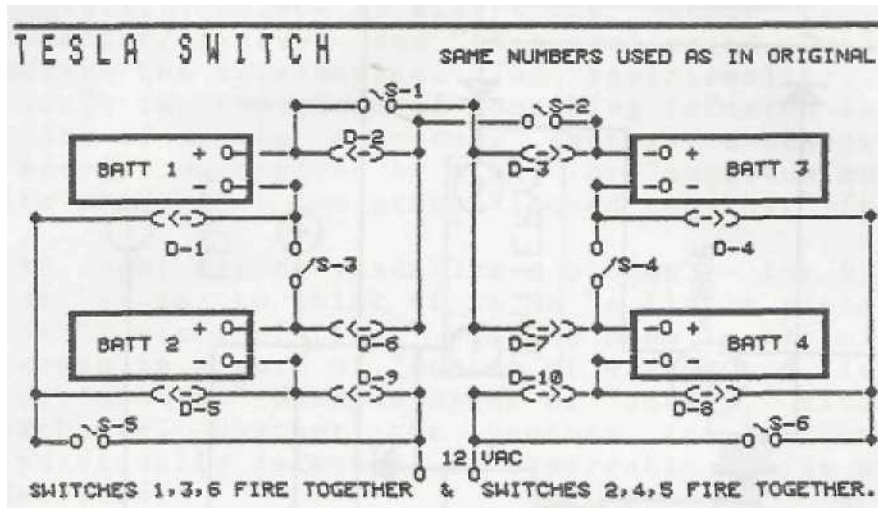 TESLA SWITCH
SAME NUMBERS USED AS IN ORIGINAL
S-1
S-2
D-2
D-3
BATT 1
+
-
BATT 3
+
-
D-1
D-4
S-3
S-4
BATT 2
+
-
D-6
D-7
BATT 4
+
-
D-9
D-10
D-5
D-8
S-5
S-6
12 VAC
SWITCHES 1,3,6 FIRE TOGETHER & SWITCHES 2,4,5 FIRE TOGETHER.